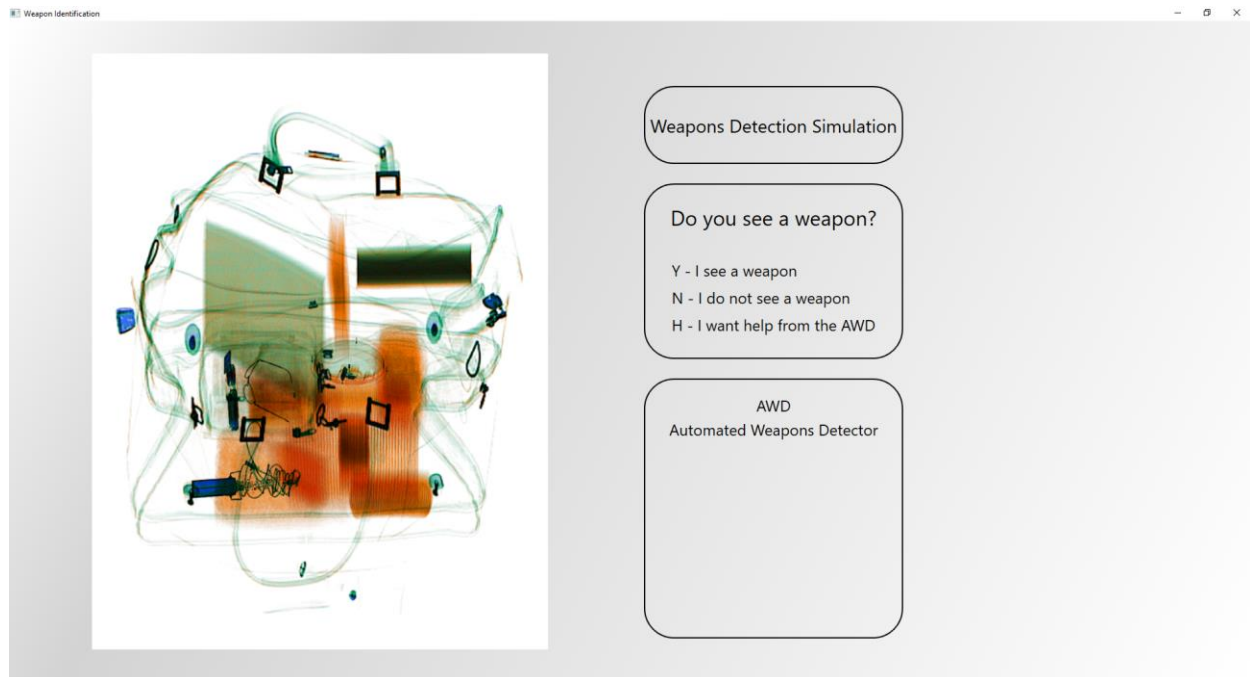 Weapon Identification
Weapons Detection Simulation
Do you see a weapon?
Y - I see a weapon
N - I do not see a weapon
H - I want help from the AWD
AWD
Automated Weapons Detector